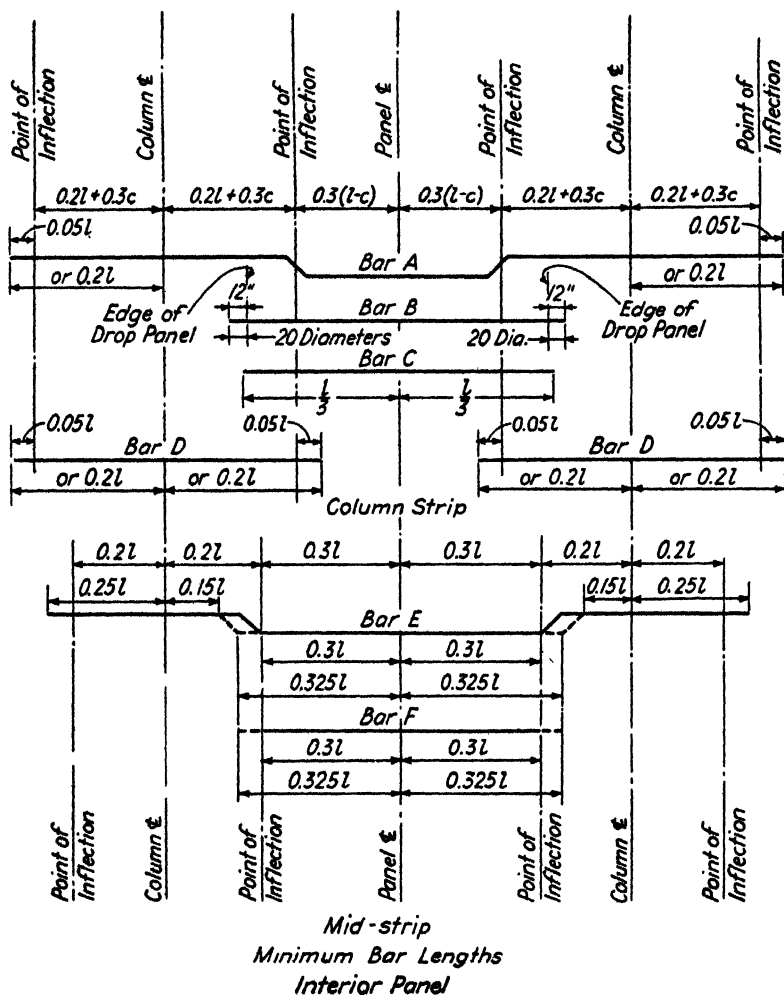 Point of Inflection
Column ℄
Point of Inflection
Panel ℄
Point of Inflection
Column ℄
Point of Inflection
0.2l+0.3c 0.2l+0.3c 0.3(l-c) 0.3(l-c) 0.2l+0.3c 0.2l+0.3c
0.05l 0.05l
Bar A
or 0.2l or 0.2l
12" 12"
Edge of Drop Panel
Bar B
Edge of Drop Panel
20 Diameters 20 Dia.
Bar C
l/3 l/3
0.05l 0.05l 0.05l 0.05l
Bar D Bar D
or 0.2l or 0.2l or 0.2l or 0.2l
Column Strip
0.2l 0.2l 0.3l 0.3l 0.2l 0.2l
0.25l 0.15l 0.15l 0.25l
Bar E
0.3l 0.3l
0.325l 0.325l
Bar F
0.3l 0.3l
0.325l 0.325l
Point of Inflection
Column ℄
Point of Inflection
Panel ℄
Point of Inflection
Column ℄
Point of Inflection
Mid-strip
Minimum Bar Lengths
Interior Panel